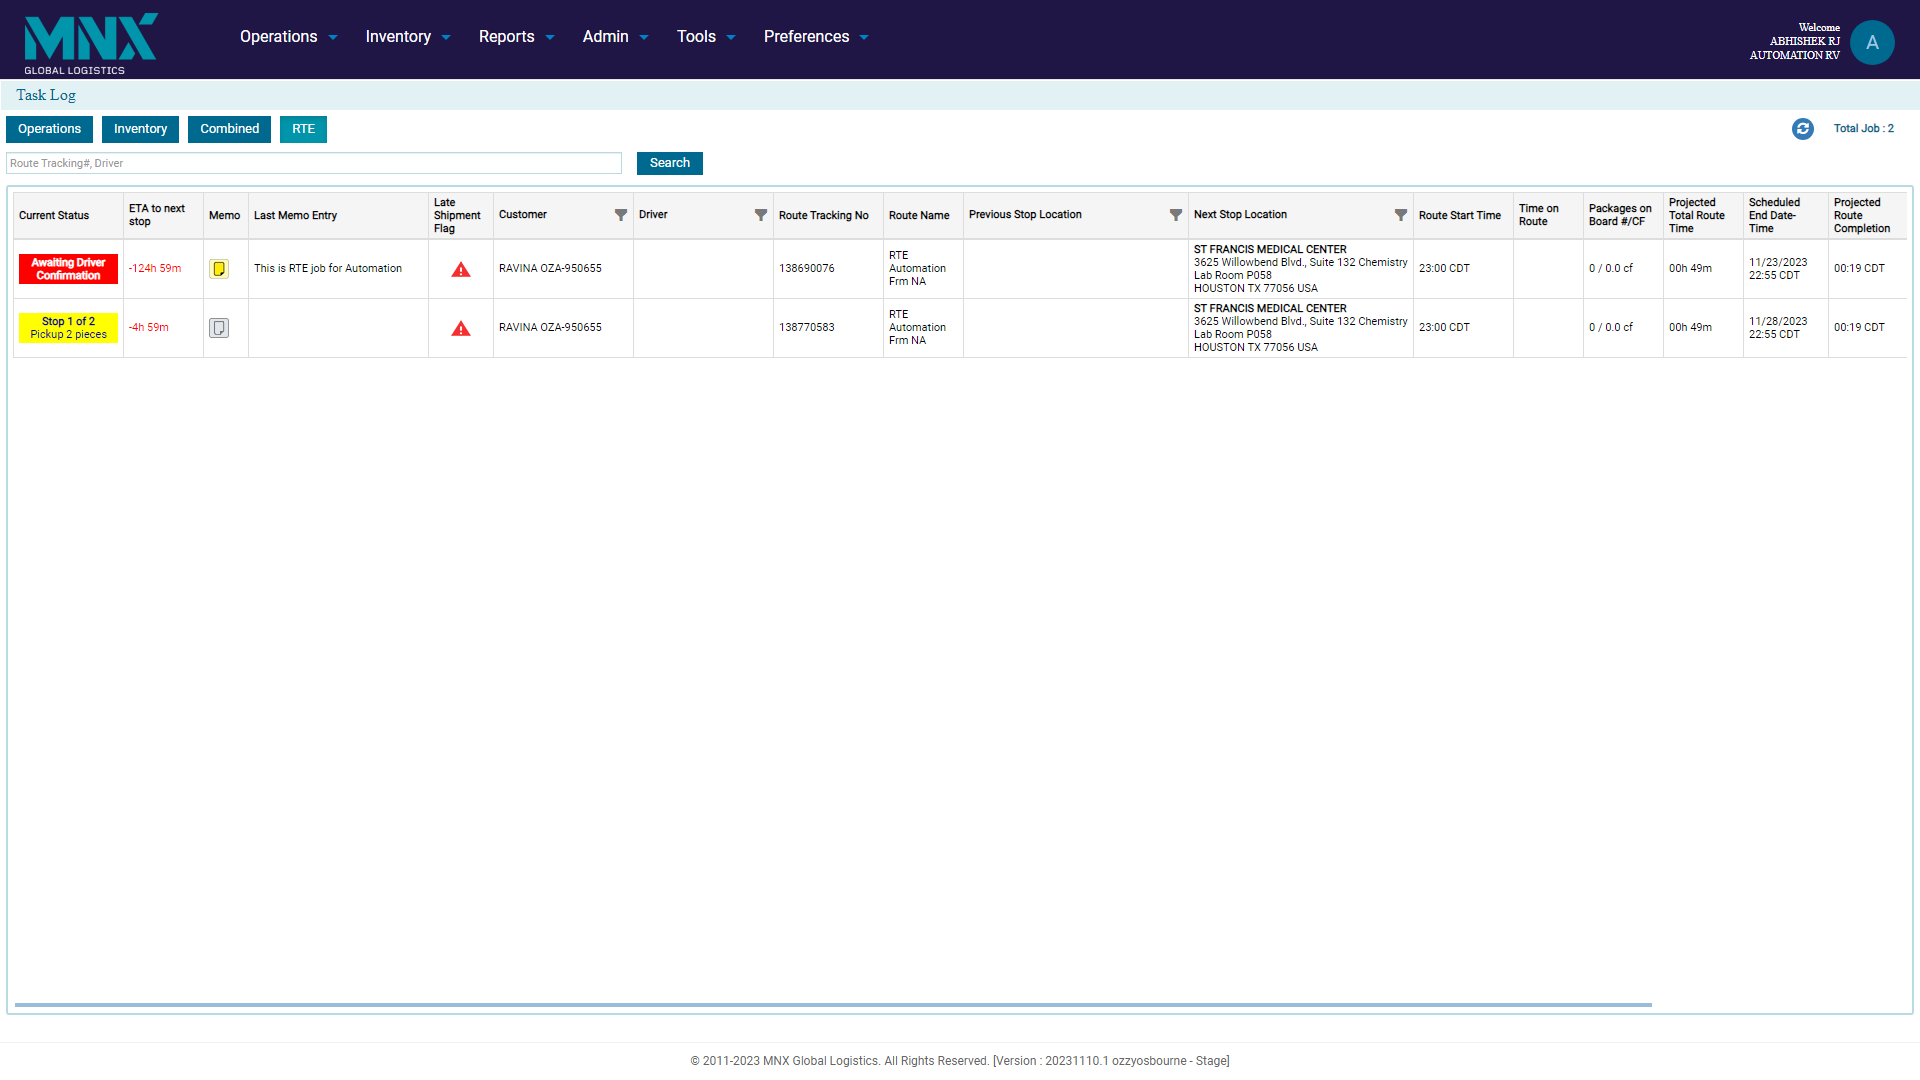 MNX
GLOBAL LOGISTICS
Operations Inventory Reports Admin Tools Preferences
Welcome
ABHISHEK RJ
AUTOMATION RV
A
Task Log
Operations Inventory Combined RTE
Total Job : 2
Route Tracking#, Driver
Search
Current Status
ETA to next
stop
Memo
Last Memo Entry
Late
Shipment
Flag
Customer
Driver
Route Tracking No
Route Name
Previous Stop Location
Next Stop Location
Route Start Time
Time on
Route
Packages on
Board #/CF
Projected
Total Route
Time
Scheduled
End Date-
Time
Projected
Route
Completion
Awaiting Driver
Confirmation
-124h 59m
This is RTE job for Automation
RAVINA OZA-950655
138690076
RTE
Automation
Frm NA
ST FRANCIS MEDICAL CENTER
3625 Willowbend Blvd., Suite 132 Chemistry
Lab Room P058
HOUSTON TX 77056 USA
23:00 CDT
0 / 0.0 cf
00h 49m
11/23/2023
22:55 CDT
00:19 CDT
Stop 1 of 2
Pickup 2 pieces
-4h 59m
RAVINA OZA-950655
138770583
RTE
Automation
Frm NA
ST FRANCIS MEDICAL CENTER
3625 Willowbend Blvd., Suite 132 Chemistry
Lab Room P058
HOUSTON TX 77056 USA
23:00 CDT
0 / 0.0 cf
00h 49m
11/28/2023
22:55 CDT
00:19 CDT
© 2011-2023 MNX Global Logistics. All Rights Reserved. [Version : 20231110.1 ozzyosbourne - Stage]